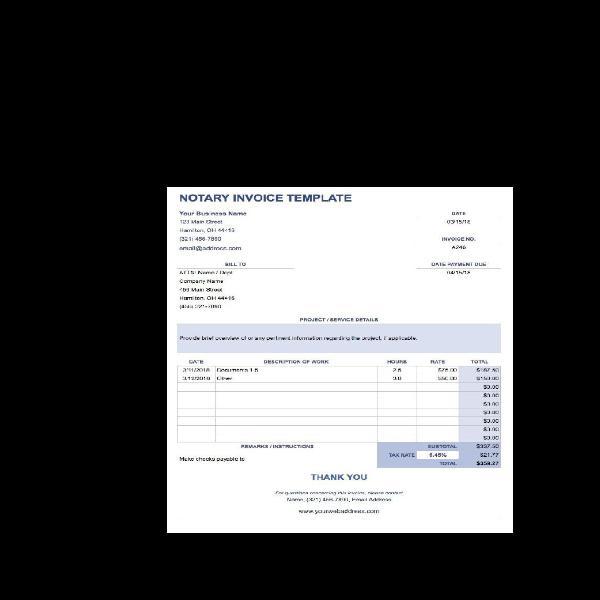 NOTARY INVOICE TEMPLATE
Your Business Name
DATE
123 Main Street
03/15/18
Hamilton, OH 44416
(321) 456-7890
INVOICE NO.
email@address.com
A246
BILL TO
DATE PAYMENT DUE
ATTN: Name / Dept
04/15/18
Company Name
456 Main Street
Hamilton, OH 44416
PROJECT / SERVICE DETAILS
Provide brief overview of or any pertinent information regarding the project, if applicable.
DATE DESCRIPTION OF WORK HOURS RATE TOTAL
3/11/2018 Documents 1-5 2.5 $75.00 $187.50
3/12/2018 Other 3.0 $50.00 $150.00
$0.00
$0.00
$0.00
$0.00
$0.00
$0.00
$0.00
REMARKS / INSTRUCTIONS SUBTOTAL $337.50
Make checks payable to TAX RATE 6.45% $21.77
TOTAL
THANK YOU
For questions concerning this invoice, please contact
Name, (321) 456-7890, Email Address
www.yourwebaddress.com